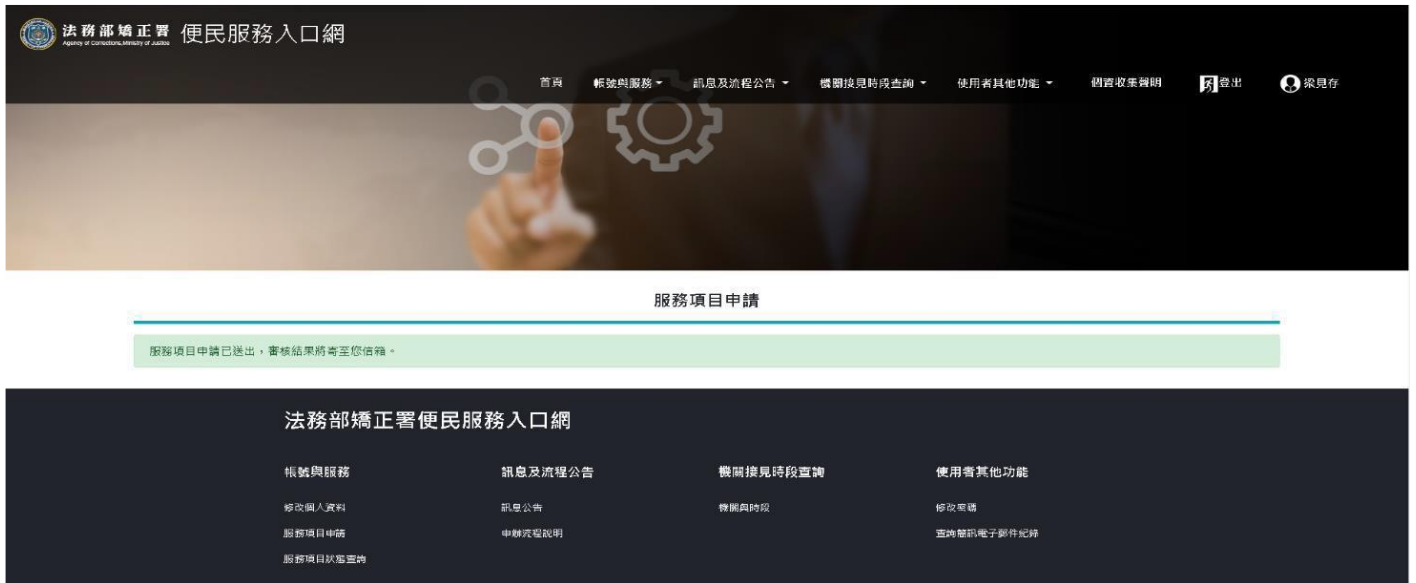 法務部矯正署 便民服務入口網
Agency of Corrections,Ministry of Justice
首頁 帳號與服務 訊息及流程公告 機關接見時段查詢 使用者其他功能 個資收集聲明 登出 梁見存
服務項目申請
服務項目申請已送出，審核結果將寄至您信箱。
法務部矯正署便民服務入口網
帳號與服務 訊息及流程公告 機關接見時段查詢 使用者其他功能
修改個人資料 訊息公告 機關與時段 修改密碼
服務項目申請 申辦流程說明 查詢簡訊電子郵件紀錄
服務項目狀態查詢